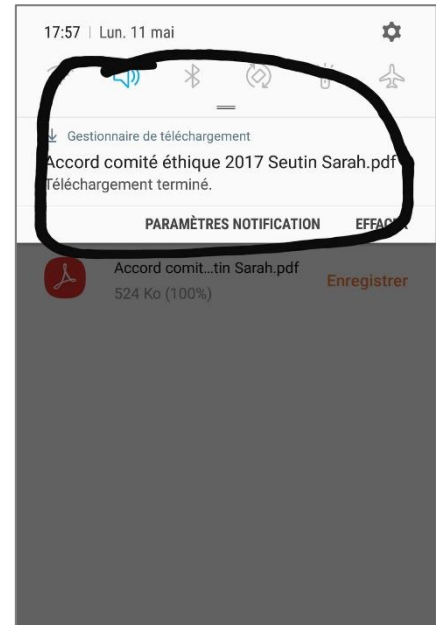 17:57 | Lun. 11 mai
Gestionnaire de téléchargement
Accord comité éthique 2017 Seutin Sarah.pdf
Téléchargement terminé.
PARAMÈTRES NOTIFICATION EFFACER
Accord comit...tin Sarah.pdf
524 Ko (100%)
Enregistrer